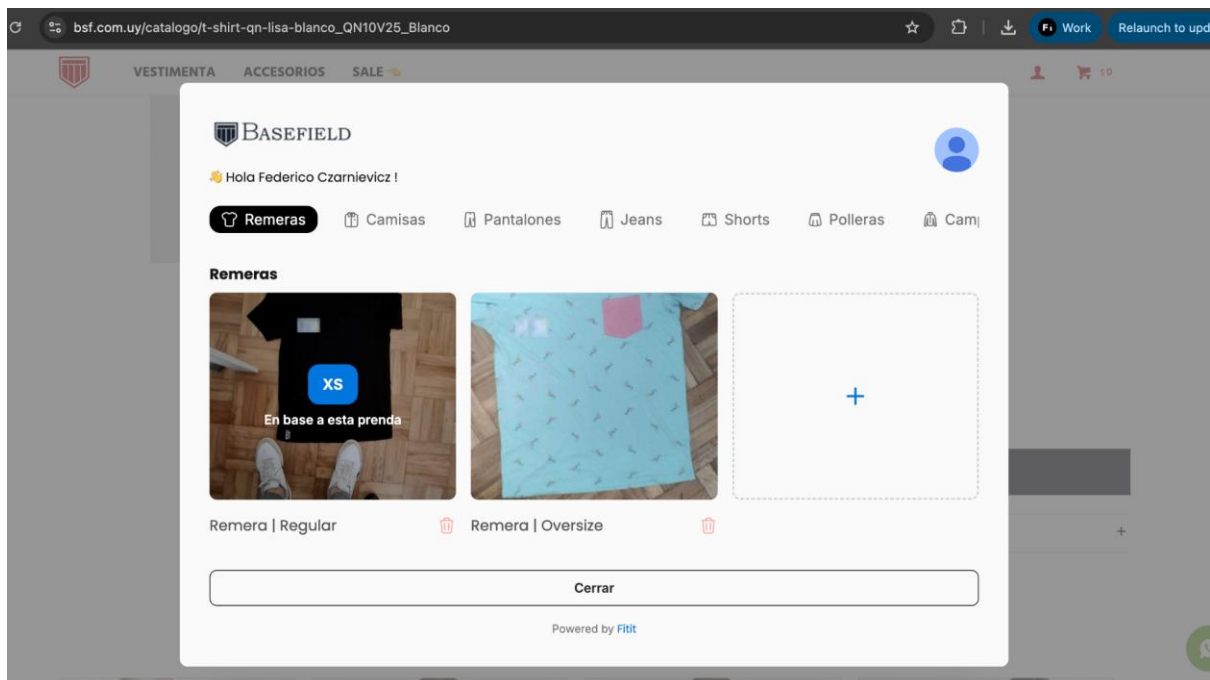 bsf.com.uy/catalogo/t-shirt-qn-lisa-blanco_QN10V25_Blanco
Work
Relaunch to upd
VESTIMENTA ACCESORIOS SALE
$0
BASEFIELD
Hola Federico Czarnievicz !
Remeras Camisas Pantalones Jeans Shorts Polleras Cam
Remeras
XS
En base a esta prenda
+
Remera | Regular Remera | Oversize
+
Cerrar
Powered by Fitit